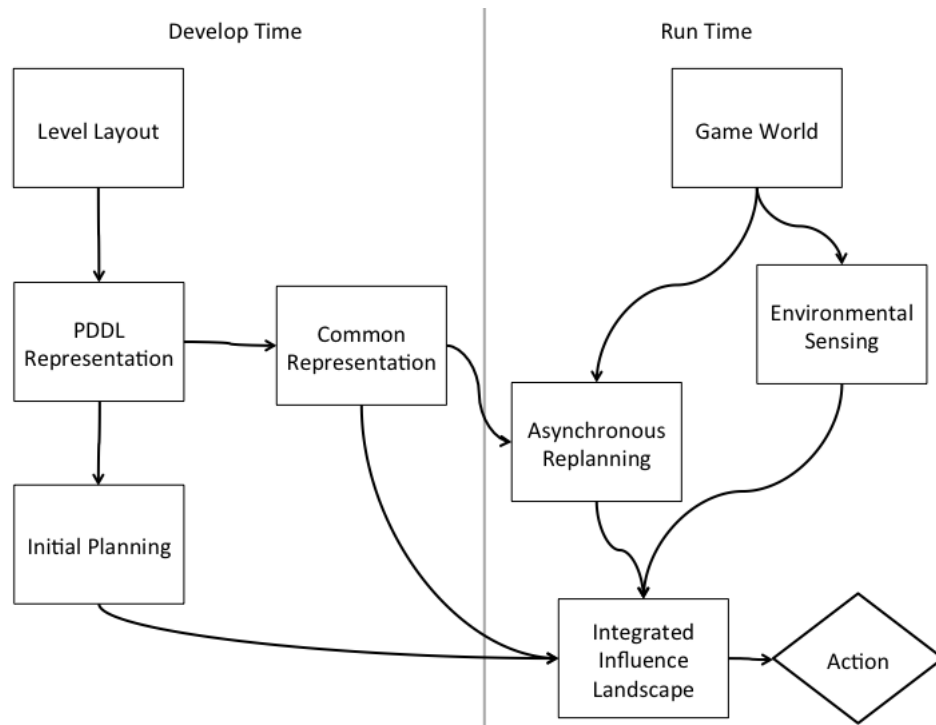 Develop Time
Run Time
Level Layout
Game World
PDDL
Representation
Common
Representation
Environmental
Sensing
Asynchronous
Replanning
Initial Planning
Integrated
Influence
Landscape
Action